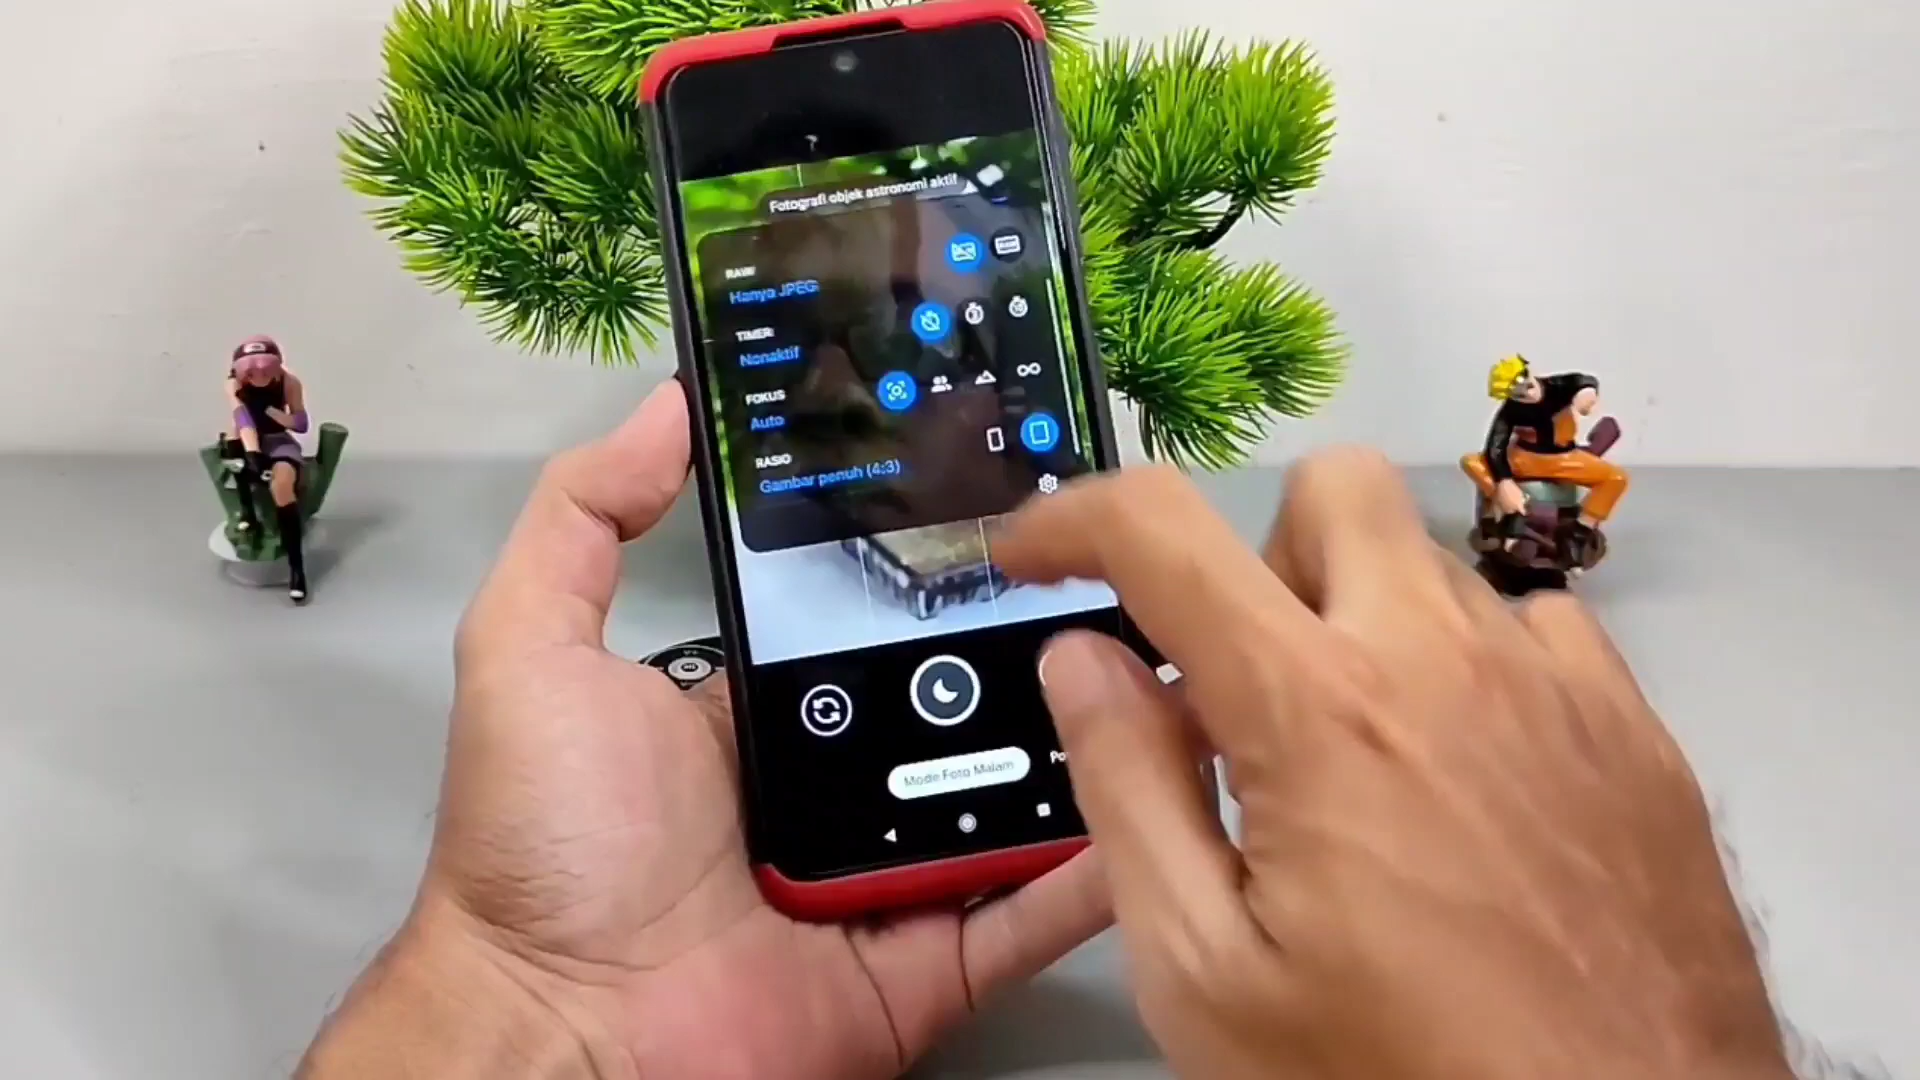 Fotografi objek astronomi aktif
RAW
Hanya JPEG
TIMER
Nonaktif
FOKUS
Auto
RASIO
Gambar penuh (4:3)
Mode Foto Malam
Po